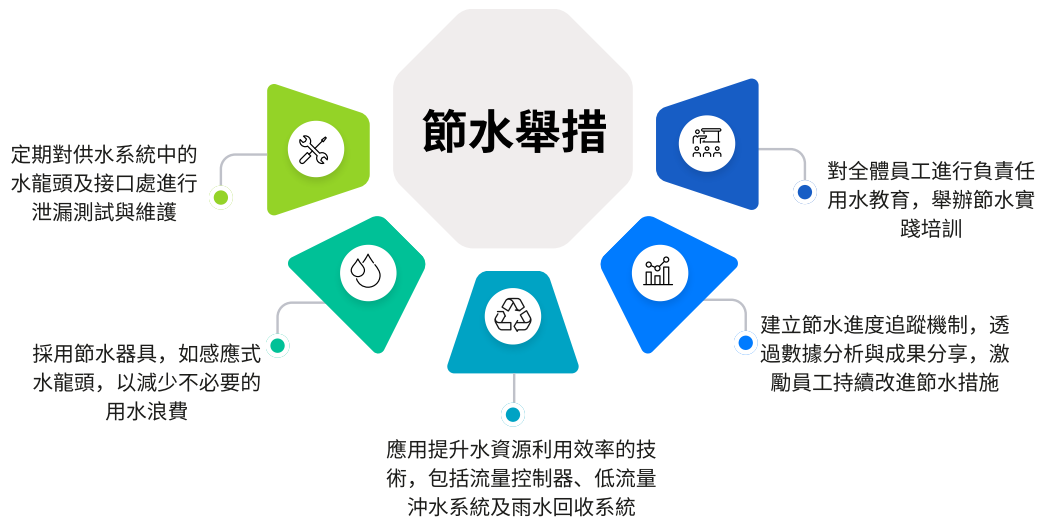 節水舉措
定期對供水系統中的
水龍頭及接口處進行
泄漏測試與維護
採用節水器具，如感應式
水龍頭，以減少不必要的
用水浪費
應用提升水資源利用效率的技
術，包括流量控制器、低流量
沖水系統及雨水回收系統
建立節水進度追蹤機制，透
過數據分析與成果分享，激
勵員工持續改進節水措施
對全體員工進行負責任
用水教育，舉辦節水實
踐培訓